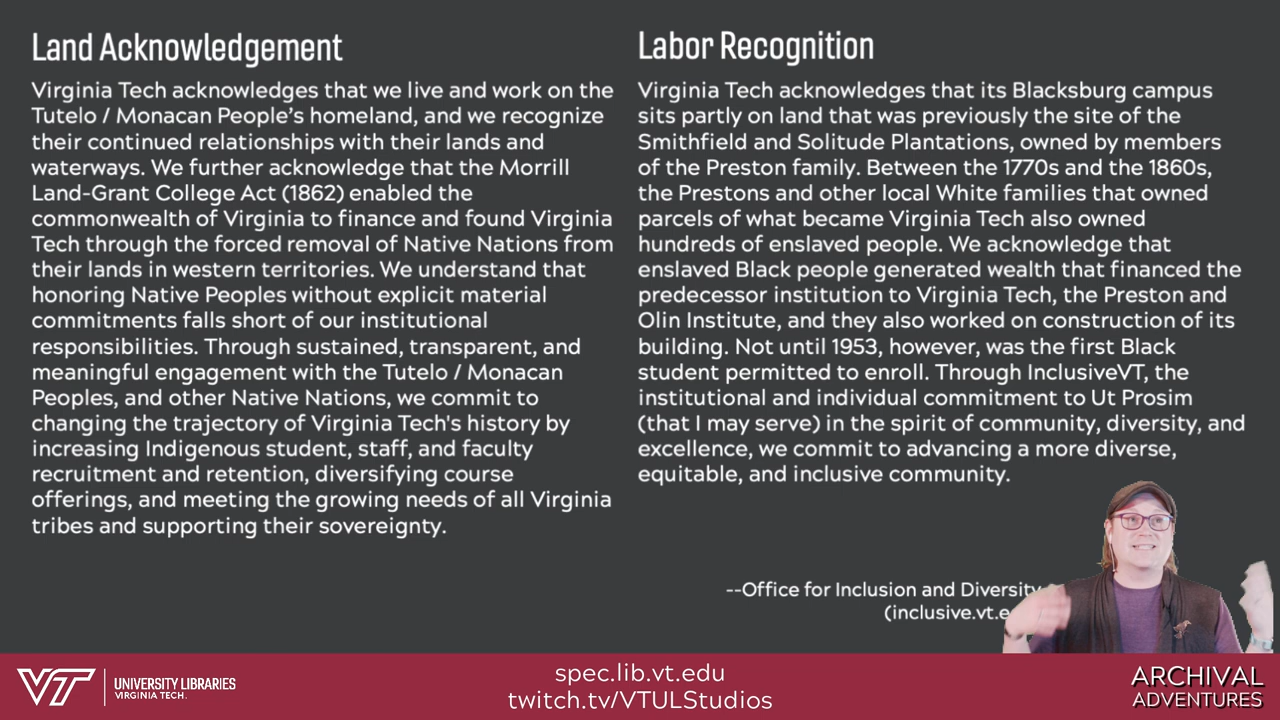 Land Acknowledgement
Virginia Tech acknowledges that we live and work on the
Tutelo / Monacan People's homeland, and we recognize
their continued relationships with their lands and
waterways. We further acknowledge that the Morrill
Land-Grant College Act (1862) enabled the
commonwealth of Virginia to finance and found Virginia
Tech through the forced removal of Native Nations from
their lands in western territories. We understand that
honoring Native Peoples without explicit material
commitments falls short of our institutional
responsibilities. Through sustained, transparent, and
meaningful engagement with the Tutelo / Monacan
Peoples, and other Native Nations, we commit to
changing the trajectory of Virginia Tech's history by
increasing Indigenous student, staff, and faculty
recruitment and retention, diversifying course
offerings, and meeting the growing needs of all Virginia
tribes and supporting their sovereignty.
Labor Recognition
Virginia Tech acknowledges that its Blacksburg campus
sits partly on land that was previously the site of the
Smithfield and Solitude Plantations, owned by members
of the Preston family. Between the 1770s and the 1860s,
the Prestons and other local White families that owned
parcels of what became Virginia Tech also owned
hundreds of enslaved people. We acknowledge that
enslaved Black people generated wealth that financed the
predecessor institution to Virginia Tech, the Preston and
Olin Institute, and they also worked on construction of its
building. Not until 1953, however, was the first Black
student permitted to enroll. Through InclusiveVT, the
institutional and individual commitment to Ut Prosim
(that I may serve) in the spirit of community, diversity, and
excellence, we commit to advancing a more diverse,
equitable, and inclusive community.
--Office for Inclusion and Diversity
(inclusive.vt.e
VT UNIVERSITY LIBRARIES
VIRGINIA TECH.
spec.lib.vt.edu
twitch.tv/VTULStudios
ARCHIVAL
ADVENTURES